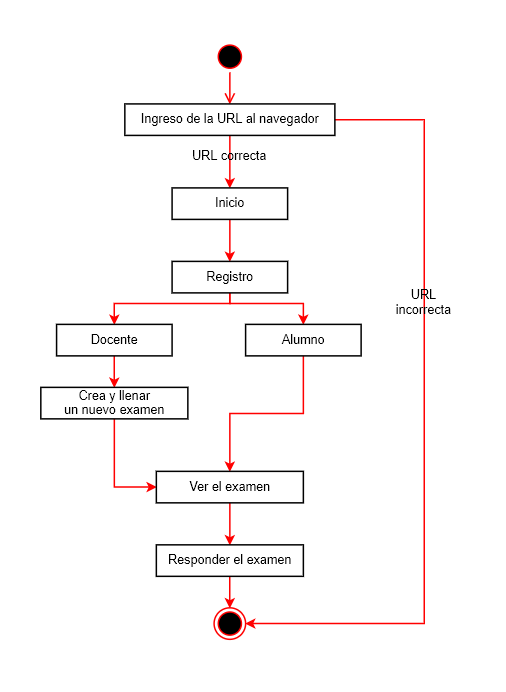 Ingreso de la URL al navegador
URL correcta
Inicio
Registro
URL
incorrecta
Docente
Alumno
Crea y llenar
un nuevo examen
Ver el examen
Responder el examen